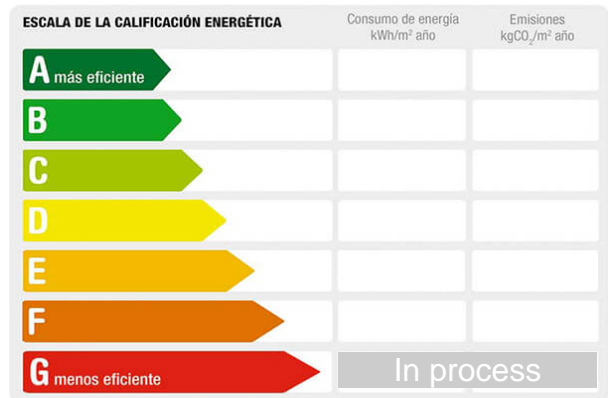 ESCALA DE LA CALIFICACIÓN ENERGÉTICA
Consumo de energía
kWh/m² año
Emisiones
kgCO₂/m² año
A más eficiente
B
C
D
E
F
G menos eficiente
In process